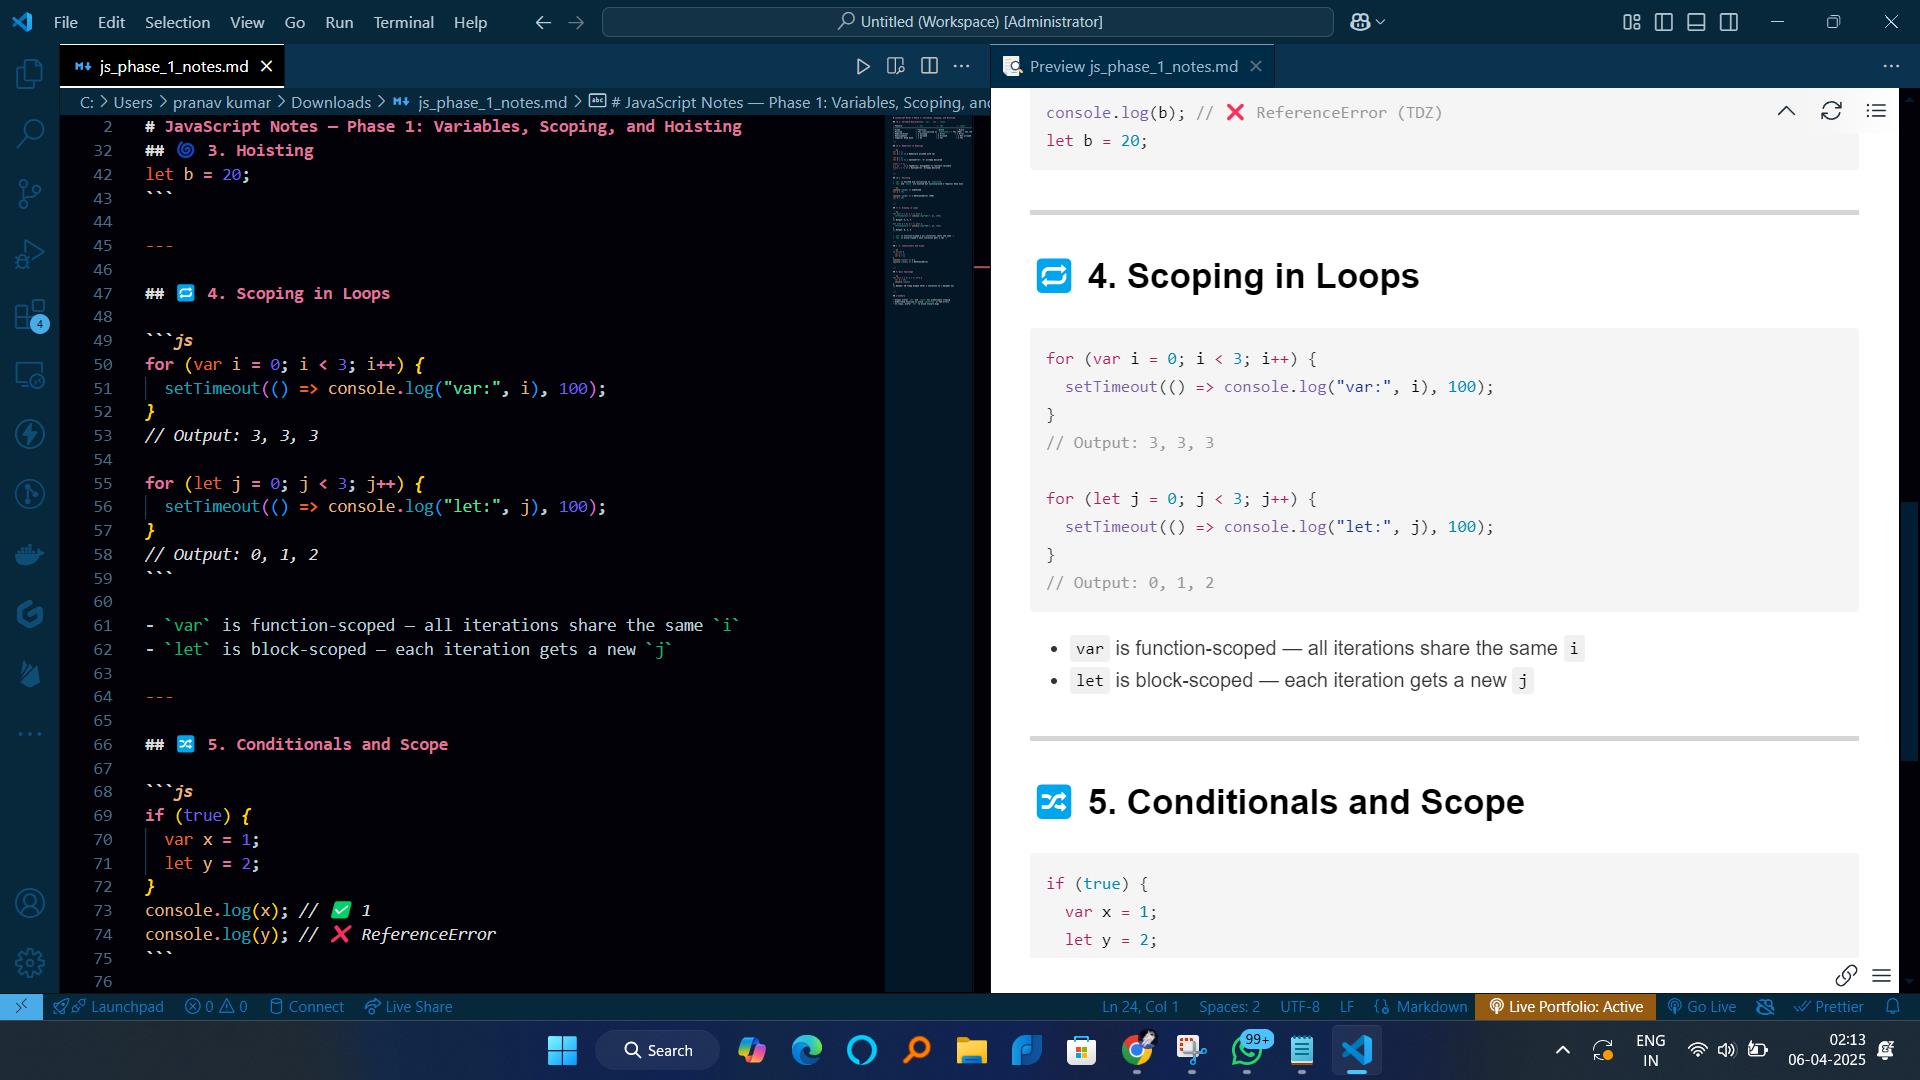 File Edit Selection View Go Run Terminal Help
Untitled (Workspace) [Administrator]
js_phase_1_notes.md
C: > Users > pranav kumar > Downloads > js_phase_1_notes.md > # JavaScript Notes — Phase 1: Variables, Scoping, and
2 # JavaScript Notes — Phase 1: Variables, Scoping, and Hoisting
32 ## 🌀 3. Hoisting
42 let b = 20;
43 ```
44
45 ---
46
47 ## 🔁 4. Scoping in Loops
48
49 ```js
50 for (var i = 0; i < 3; i++) {
51 setTimeout(() => console.log("var:", i), 100);
52 }
53 // Output: 3, 3, 3
54
55 for (let j = 0; j < 3; j++) {
56 setTimeout(() => console.log("let:", j), 100);
57 }
58 // Output: 0, 1, 2
59 ```
60
61 - `var` is function-scoped — all iterations share the same `i`
62 - `let` is block-scoped — each iteration gets a new `j`
63
64 ---
65
66 ## 🔀 5. Conditionals and Scope
67
68 ```js
69 if (true) {
70 var x = 1;
71 let y = 2;
72 }
73 console.log(x); // ✅ 1
74 console.log(y); // ❌ ReferenceError
75 ```
76
4
Preview js_phase_1_notes.md
console.log(b); // ❌ ReferenceError (TDZ)
let b = 20;
🔁 4. Scoping in Loops
for (var i = 0; i < 3; i++) {
setTimeout(() => console.log("var:", i), 100);
}
// Output: 3, 3, 3
for (let j = 0; j < 3; j++) {
setTimeout(() => console.log("let:", j), 100);
}
// Output: 0, 1, 2
• var is function-scoped — all iterations share the same i
• let is block-scoped — each iteration gets a new j
🔀 5. Conditionals and Scope
if (true) {
var x = 1;
let y = 2;
Launchpad 0 0 Connect Live Share Ln 24, Col 1 Spaces: 2 UTF-8 LF {} Markdown Live Portfolio: Active Go Live Prettier
Search
99+
ENG
IN
02:13
06-04-2025